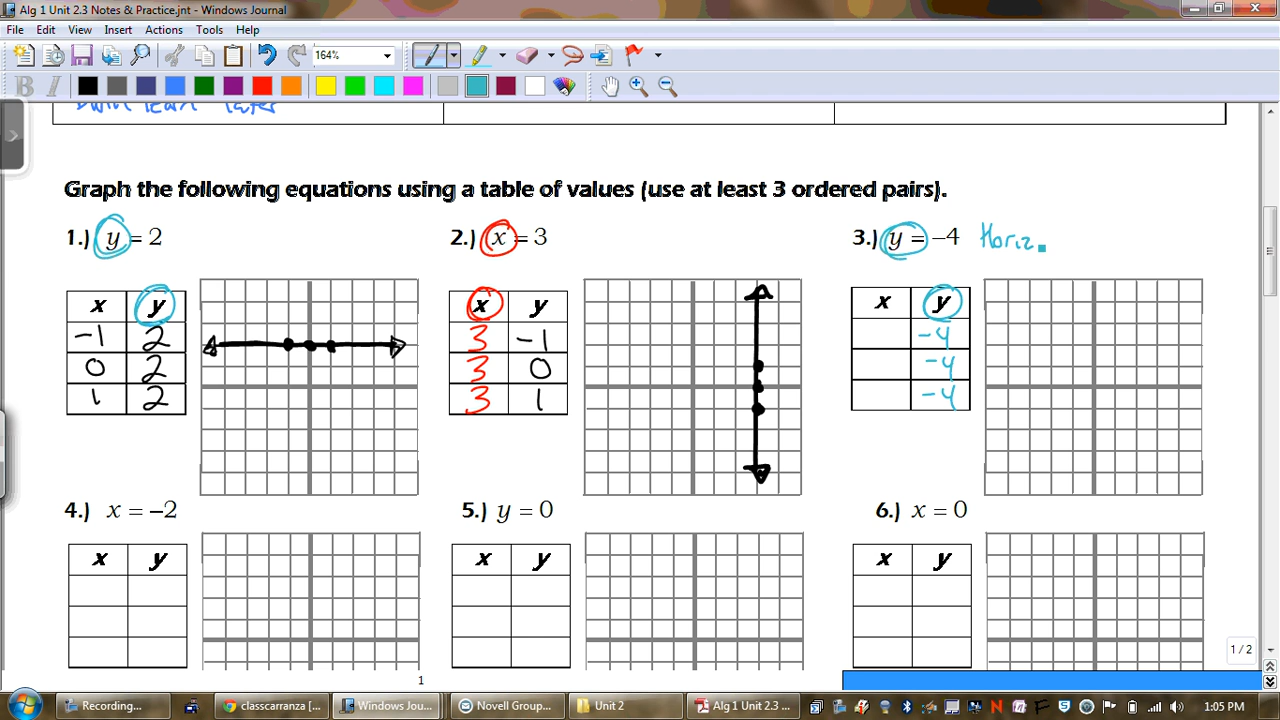 Alg 1 Unit 2.3 Notes & Practice.jnt - Windows Journal
File Edit View Insert Actions Tools Help
164%
B I
later
Graph the following equations using a table of values (use at least 3 ordered pairs).
1.) y = 2
2.) x = 3
3.) y = −4 Horiz
x y
-1 2
0 2
1 2
x y
3 -1
3 0
3 1
x y
-4
-4
-4
4.) x = −2
5.) y = 0
6.) x = 0
x y
x y
x y
1
1 / 2
Recording...
classcarranza [...
Windows Jou...
Novell Group...
Unit 2
Alg 1 Unit 2.3 ...
1:05 PM